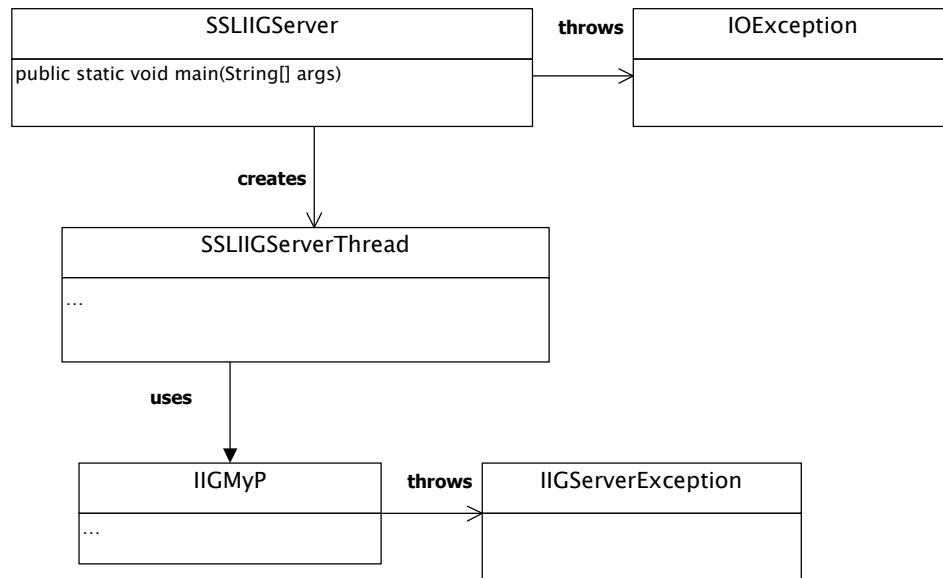 SSLIIGServer
throws
IOException
public static void main(String[] args)
creates
SSLIIGServerThread
...
uses
IIGMyP
throws
IIGServerException
...